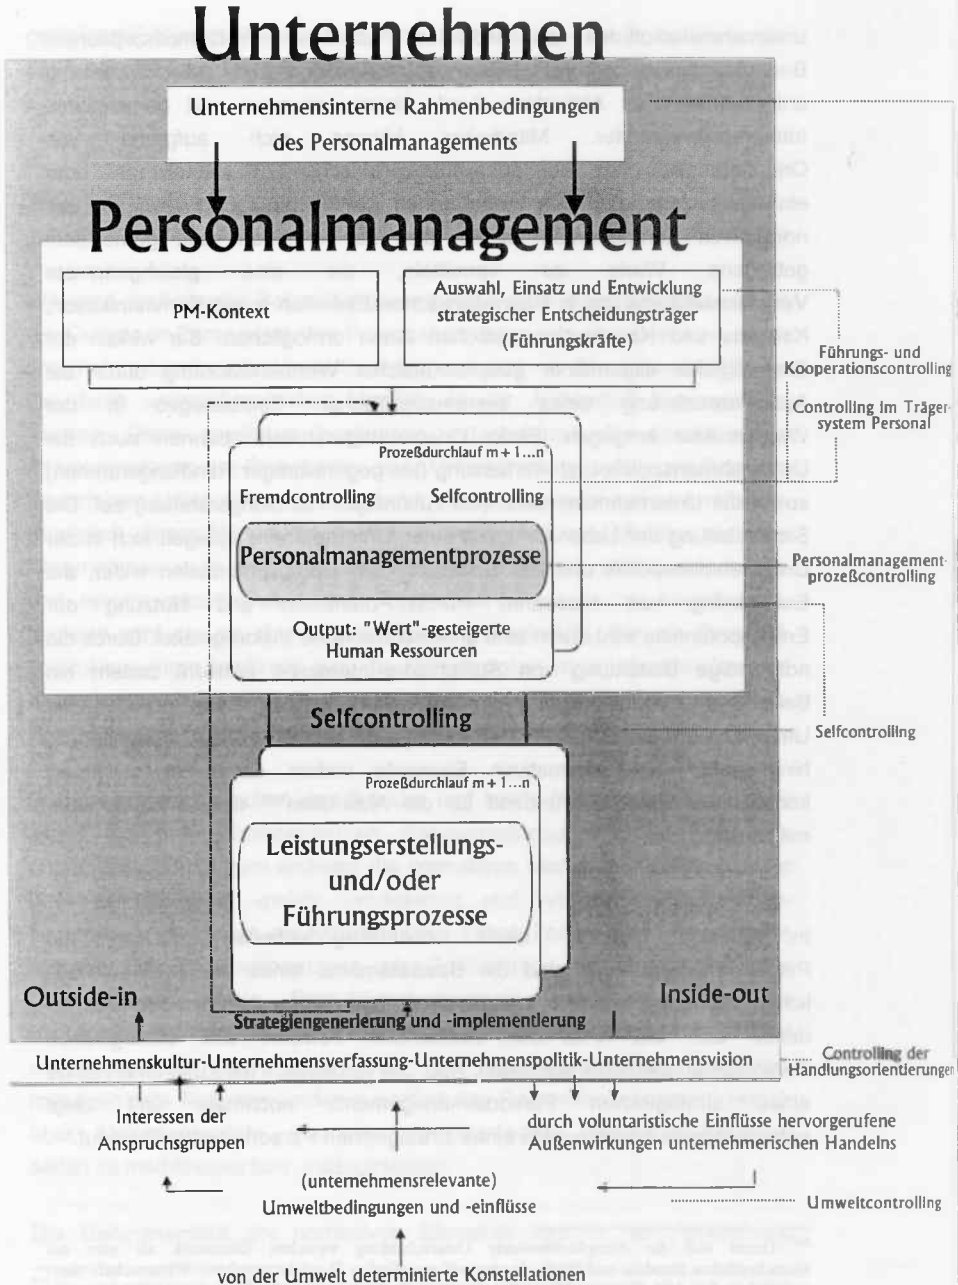 Unternehmen
Unternehmensinterne Rahmenbedingungen
des Personalmanagements
Personalmanagement
PM-Kontext
Auswahl, Einsatz und Entwicklung
strategischer Entscheidungsträger
(Führungskräfte)
Führungs- und
Kooperationscontrolling
Controlling im Träger-
system Personal
Prozeßdurchlauf m + 1...n
Fremdcontrolling
Selfcontrolling
Personalmanagementprozesse
Personalmanagement-
prozeßcontrolling
Output: "Wert"-gesteigerte
Human Ressourcen
Selfcontrolling
Selfcontrolling
Prozeßdurchlauf m + 1...n
Leistungserstellungs-
und/oder
Führungsprozesse
Outside-in
Inside-out
Strategiengenerierung und -implementierung
Unternehmenskultur-Unternehmensverfassung-Unternehmenspolitik-Unternehmensvision
Controlling der
Handlungsorientierungen
Interessen der
Anspruchsgruppen
durch voluntaristische Einflüsse hervorgerufene
Außenwirkungen unternehmerischen Handelns
(unternehmensrelevante)
Umweltbedingungen und -einflüsse
Umweltcontrolling
von der Umwelt determinierte Konstellationen